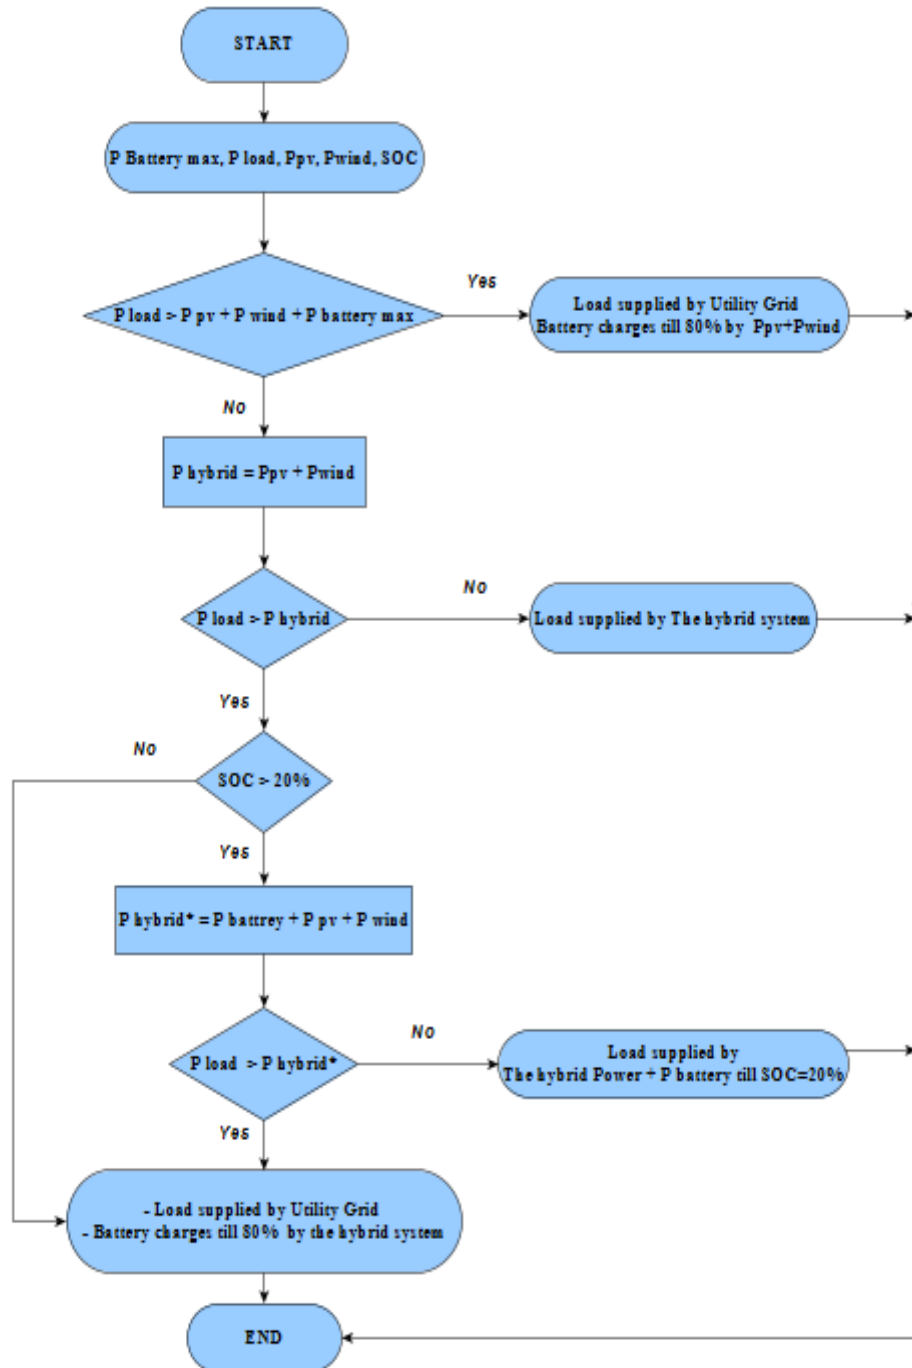 START
P Battery max, P load, Ppv, Pwind, SOC
P load > P pv + P wind + P battery max
Yes
Load supplied by Utility Grid
Battery charges till 80% by Ppv+Pwind
No
P hybrid = Ppv + Pwind
P load > P hybrid
No
Load supplied by The hybrid system
Yes
No
SOC > 20%
Yes
P hybrid* = P battrey + P pv + P wind
P load > P hybrid*
No
Load supplied by
The hybrid Power + P battery till SOC=20%
Yes
- Load supplied by Utility Grid
- Battery charges till 80% by the hybrid system
END